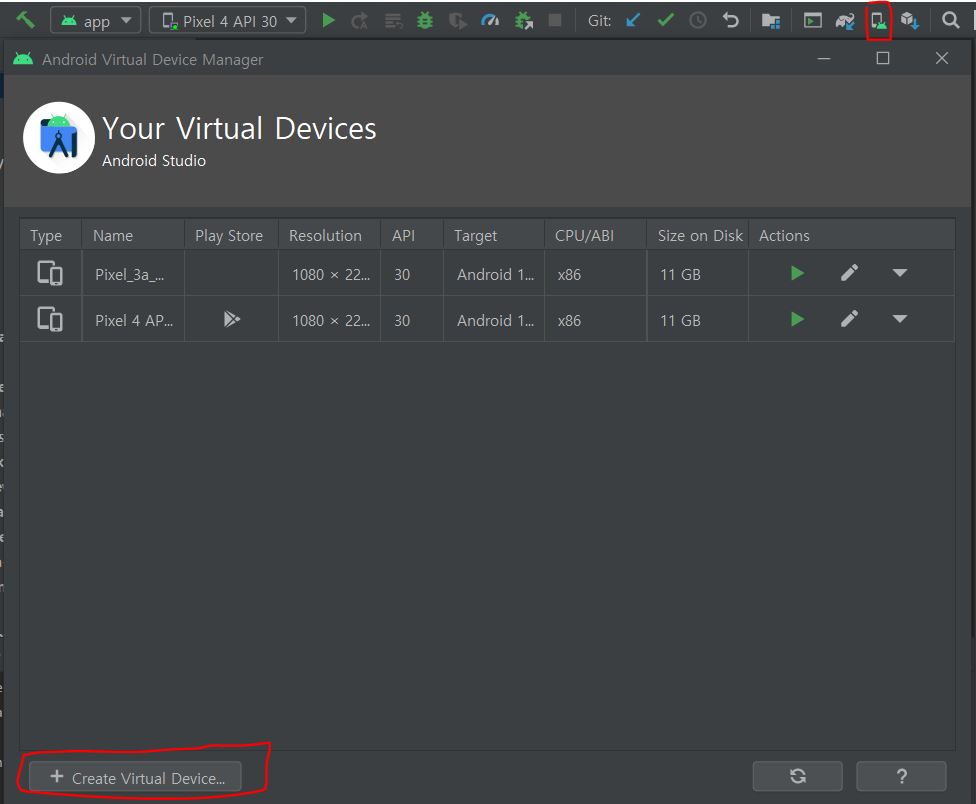 app Pixel 4 API 30 Git:
Android Virtual Device Manager
Your Virtual Devices
Android Studio
Type Name Play Store Resolution API Target CPU/ABI Size on Disk Actions
Pixel_3a_... 1080 × 22... 30 Android 1... x86 11 GB
Pixel 4 AP... 1080 × 22... 30 Android 1... x86 11 GB
+ Create Virtual Device... ?